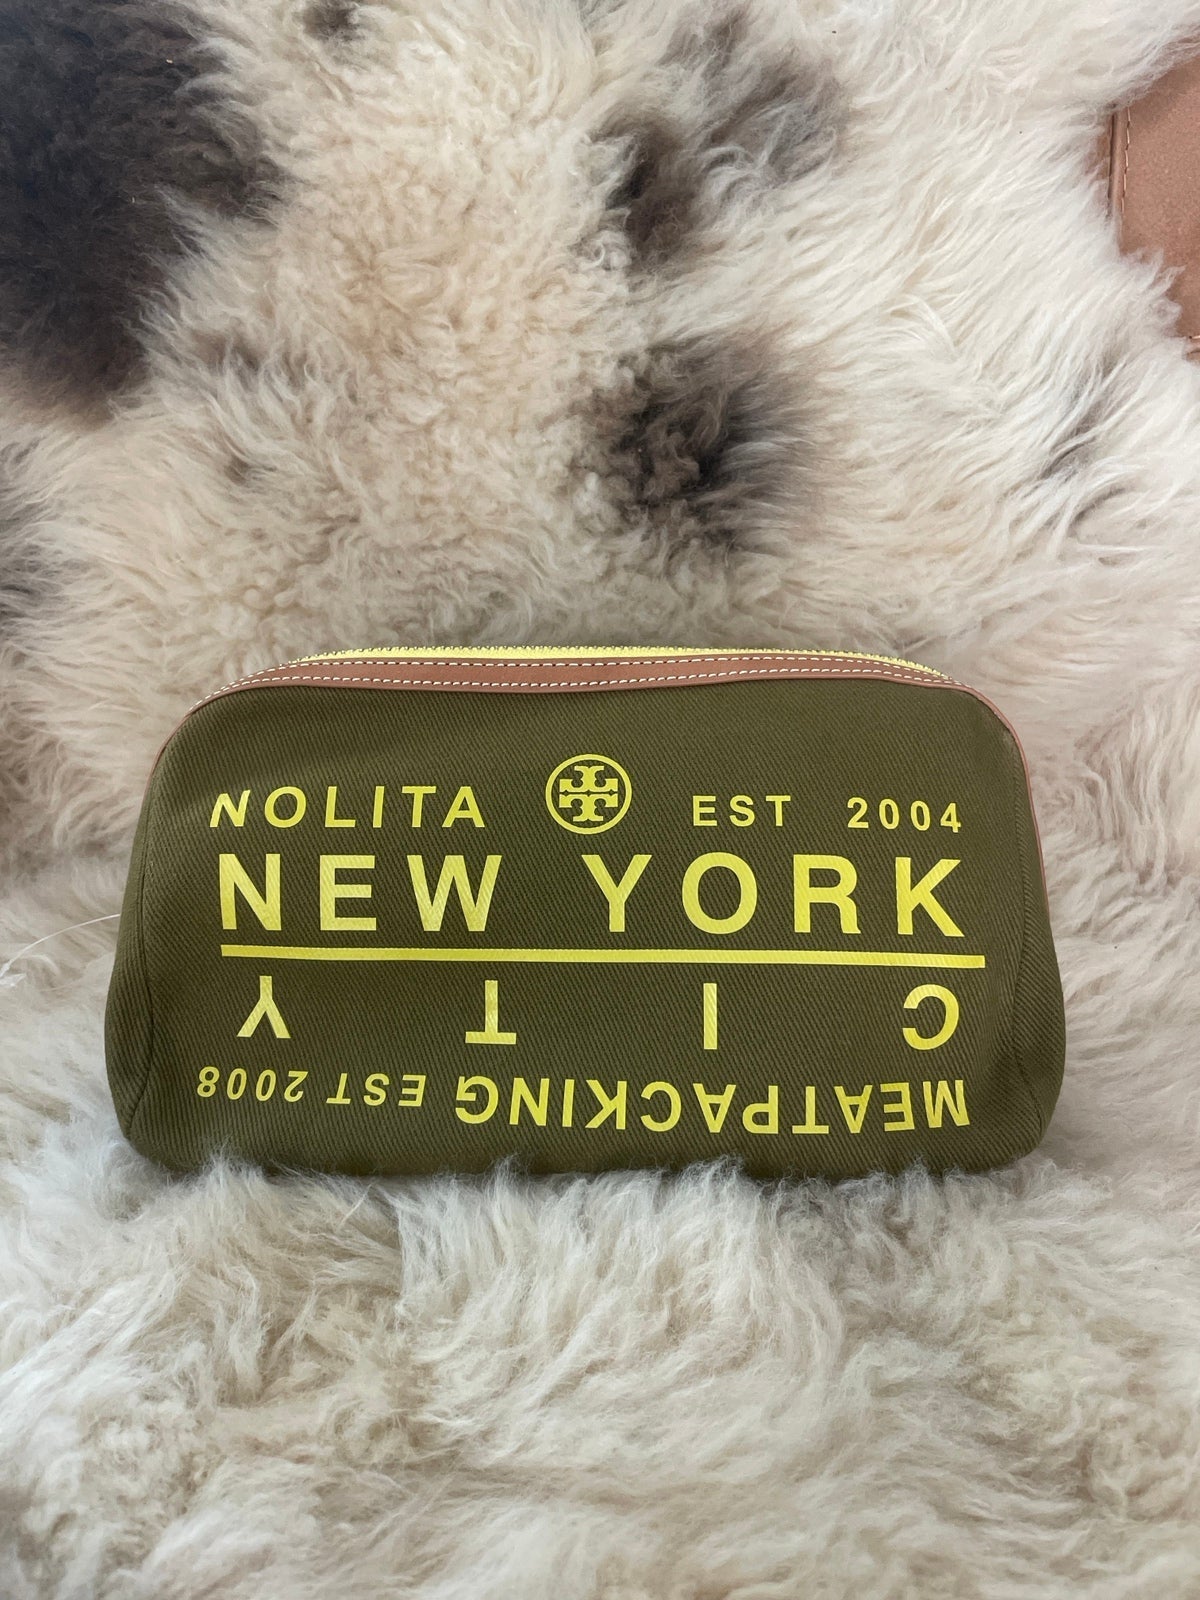 NOLITA EST 2004
NEW YORK
CITY
MEATPACKING EST 2008